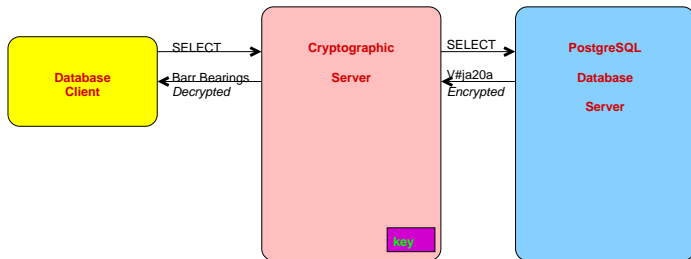 SELECT
Barr Bearings
Decrypted
Database
Client
Cryptographic
Server
key
SELECT
V#ja20a
Encrypted
PostgreSQL
Database
Server